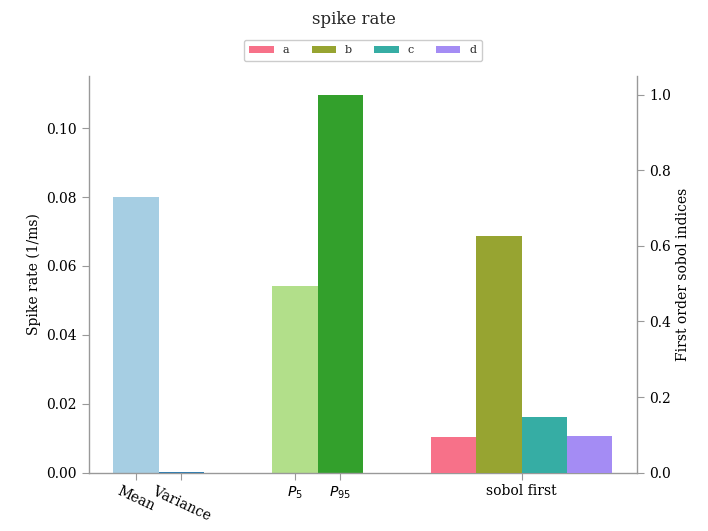 spike rate
a b c d
0.10
0.08
0.06
0.04
0.02
0.00
Spike rate (1/ms)
1.0
0.8
0.6
0.4
0.2
0.0
First order sobol indices
Mean
Variance
P5
P95
sobol first